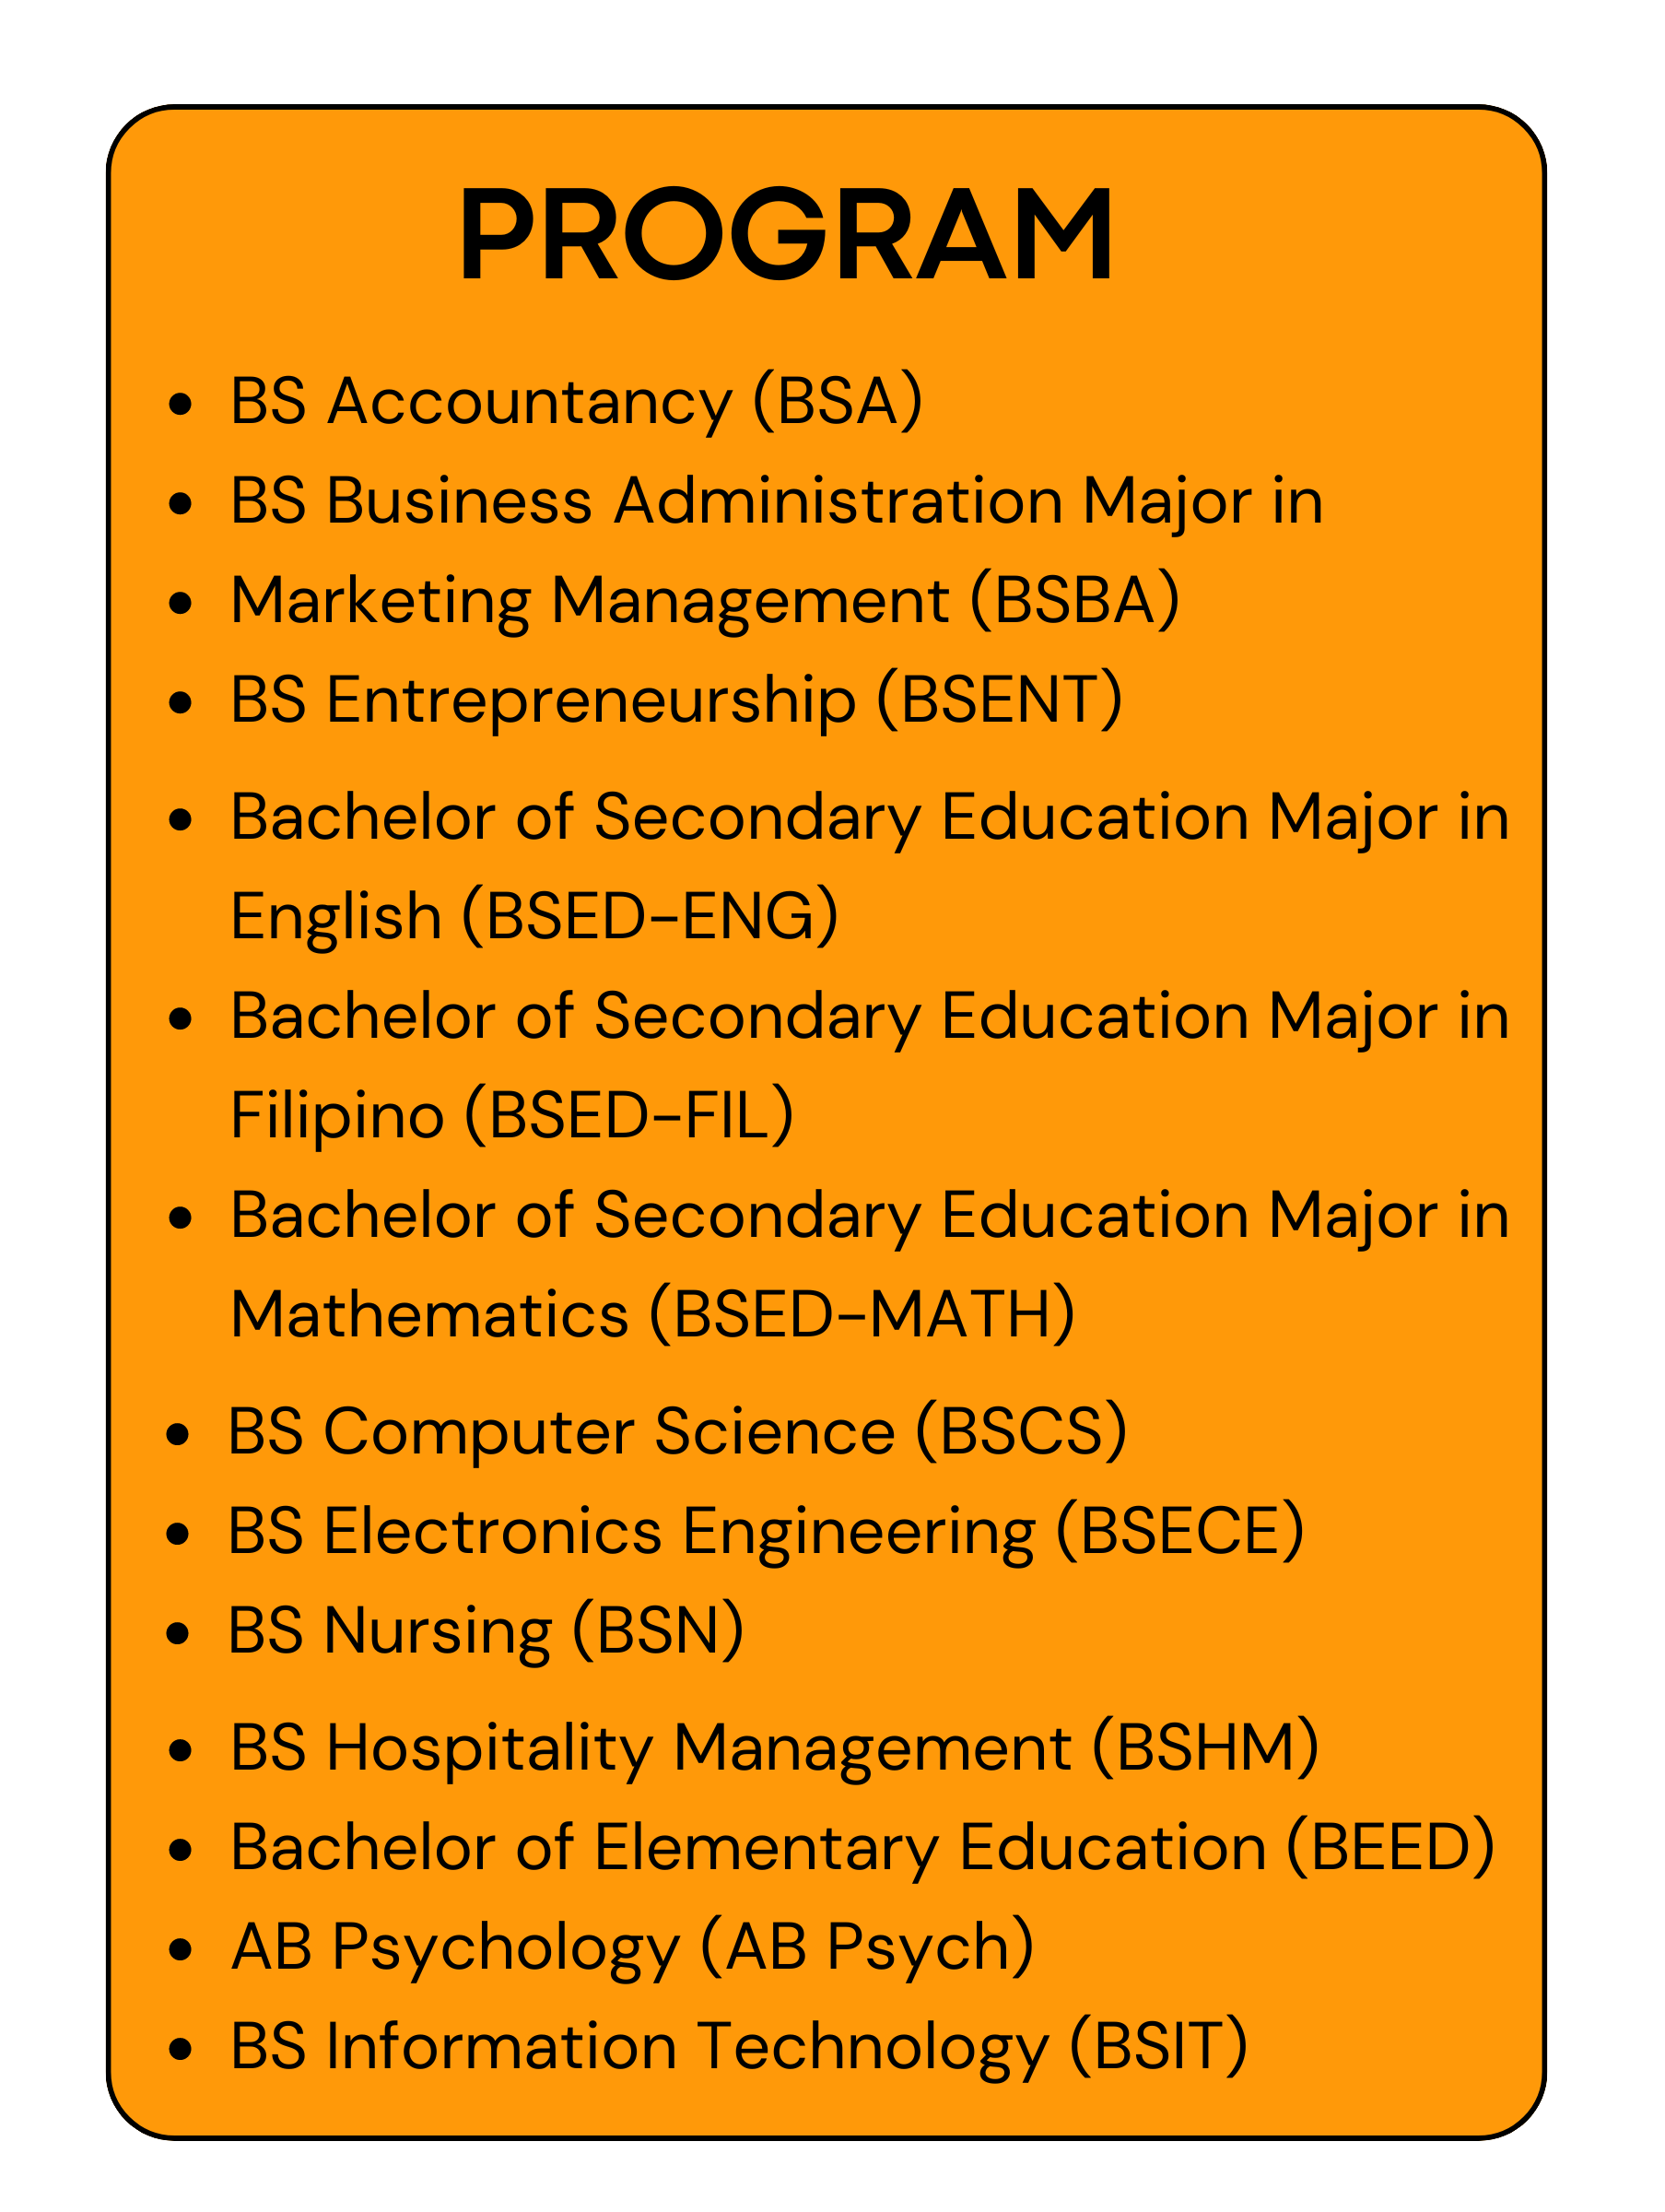 PROGRAM
• BS Accountancy (BSA)
• BS Business Administration Major in
• Marketing Management (BSBA)
• BS Entrepreneurship (BSENT)
• Bachelor of Secondary Education Major in
English (BSED-ENG)
• Bachelor of Secondary Education Major in
Filipino (BSED-FIL)
• Bachelor of Secondary Education Major in
Mathematics (BSED-MATH)
• BS Computer Science (BSCS)
• BS Electronics Engineering (BSECE)
• BS Nursing (BSN)
• BS Hospitality Management (BSHM)
• Bachelor of Elementary Education (BEED)
• AB Psychology (AB Psych)
• BS Information Technology (BSIT)